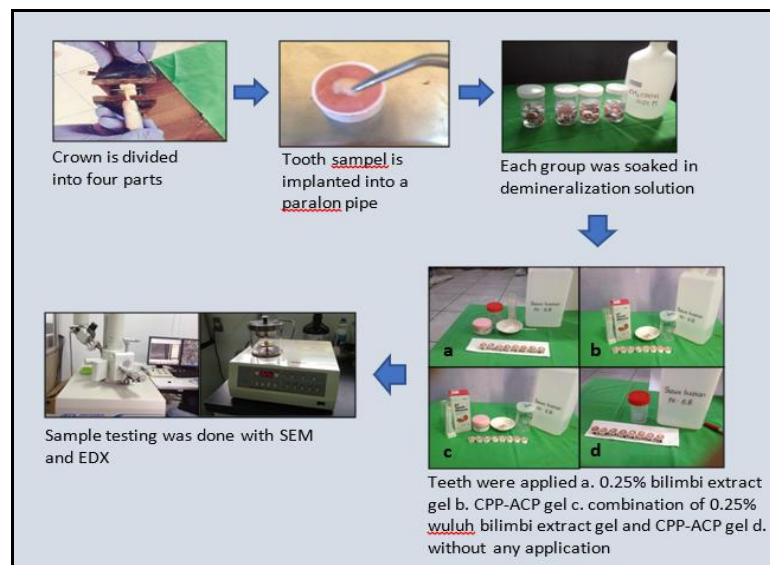 Crown is divided
into four parts
Tooth sampel is
implanted into a
paralon pipe
Each group was soaked in
demineralization solution
a
b
c
d
Teeth were applied a. 0.25% bilimbi extract
gel b. CPP-ACP gel c. combination of 0.25%
wuluh bilimbi extract gel and CPP-ACP gel d.
without any application
Sample testing was done with SEM
and EDX